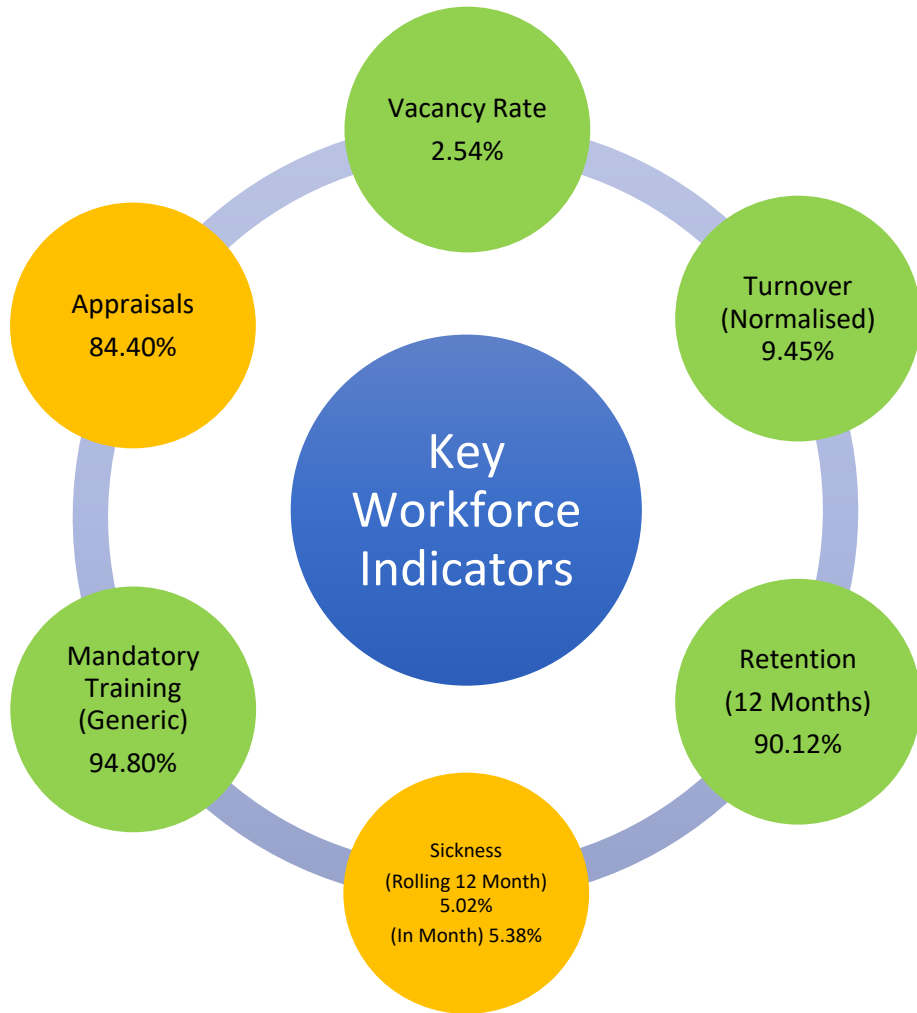 Vacancy Rate
2.54%
Turnover
(Normalised)
9.45%
Retention
(12 Months)
90.12%
Sickness
(Rolling 12 Month)
5.02%
(In Month) 5.38%
Mandatory
Training
(Generic)
94.80%
Appraisals
84.40%
Key
Workforce
Indicators